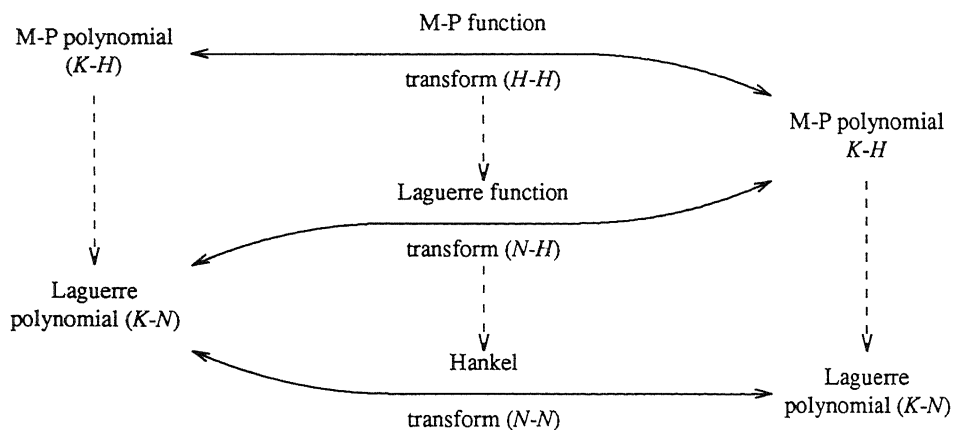 M-P function
M-P polynomial
(K-H)
transform (H-H)
M-P polynomial
K-H
Laguerre function
transform (N-H)
Laguerre
polynomial (K-N)
Hankel
transform (N-N)
Laguerre
polynomial (K-N)